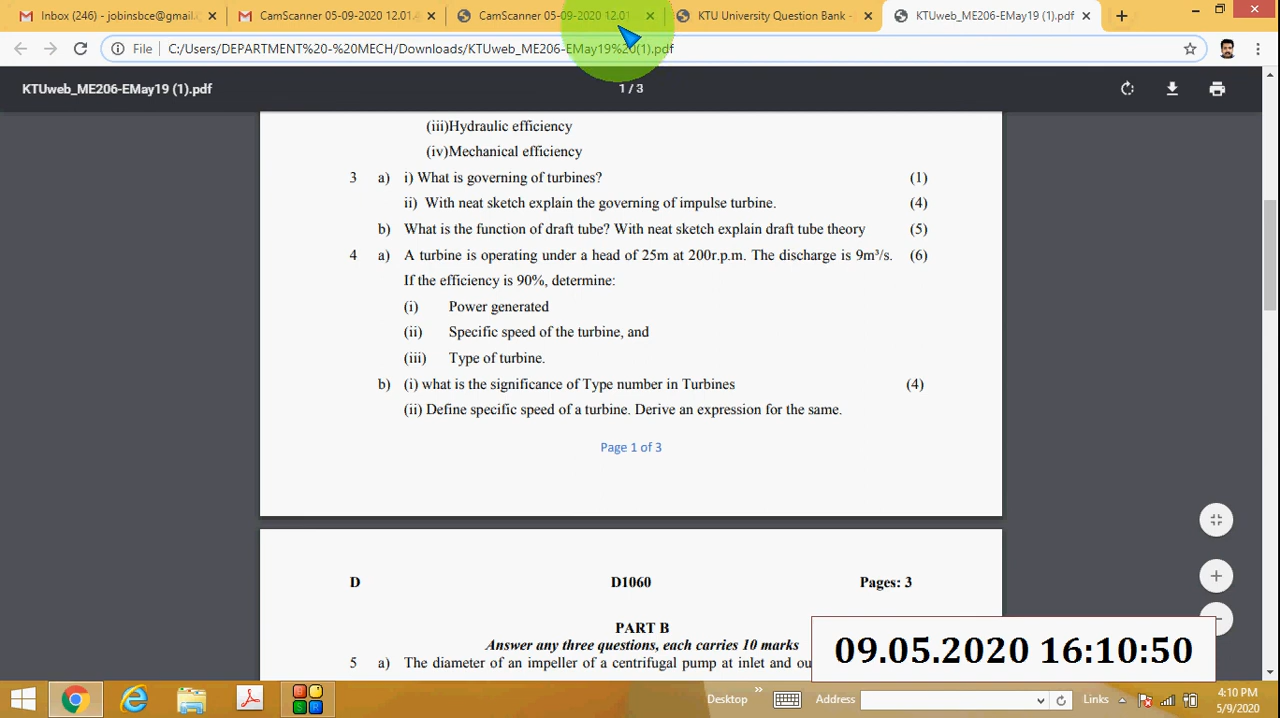 Inbox (246) - jobinsbce@gmail.
CamScanner 05-09-2020 12.01
CamScanner 05-09-2020 12.01
KTU University Question Bank -
KTUweb_ME206-EMay19 (1).pdf
File
C:/Users/DEPARTMENT%20-%20MECH/Downloads/KTUweb_ME206-EMay19%20(1).pdf
KTUweb_ME206-EMay19 (1).pdf
1 / 3
(iii)Hydraulic efficiency
(iv)Mechanical efficiency
3 a) i) What is governing of turbines? (1)
ii) With neat sketch explain the governing of impulse turbine. (4)
b) What is the function of draft tube? With neat sketch explain draft tube theory (5)
4 a) A turbine is operating under a head of 25m at 200r.p.m. The discharge is 9m³/s. (6)
If the efficiency is 90%, determine:
(i) Power generated
(ii) Specific speed of the turbine, and
(iii) Type of turbine.
b) (i) what is the significance of Type number in Turbines (4)
(ii) Define specific speed of a turbine. Derive an expression for the same.
Page 1 of 3
D D1060 Pages: 3
PART B
Answer any three questions, each carries 10 marks
5 a) The diameter of an impeller of a centrifugal pump at inlet and
09.05.2020 16:10:50
Desktop
Address
Links
4:10 PM
5/9/2020